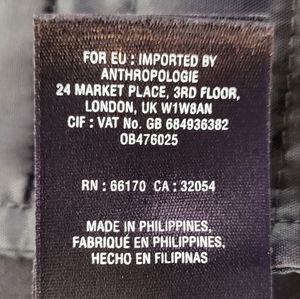 FOR EU : IMPORTED BY
ANTHROPOLOGIE
24 MARKET PLACE, 3RD FLOOR,
LONDON, UK W1W8AN
CIF : VAT No. GB 684936382
OB476025
RN : 66170 CA : 32054
MADE IN PHILIPPINES,
FABRIQUÉ EN PHILIPPINES,
HECHO EN FILIPINAS